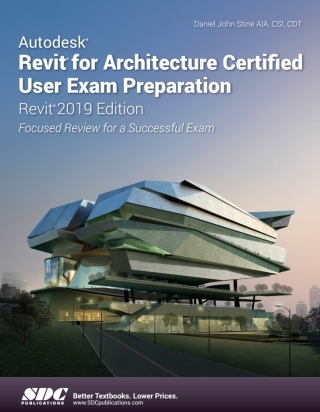 Daniel John Stine AIA, CSI, CDT
Autodesk®
Revit® for Architecture Certified
User Exam Preparation
Revit® 2019 Edition
Focused Review for a Successful Exam
SDC
PUBLICATIONS
Better Textbooks. Lower Prices.
www.SDCpublications.com